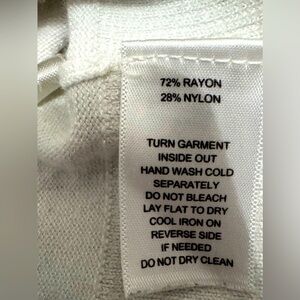 72% RAYON
28% NYLON
TURN GARMENT
INSIDE OUT
HAND WASH COLD
SEPARATELY
DO NOT BLEACH
LAY FLAT TO DRY
COOL IRON ON
REVERSE SIDE
IF NEEDED
DO NOT DRY CLEAN